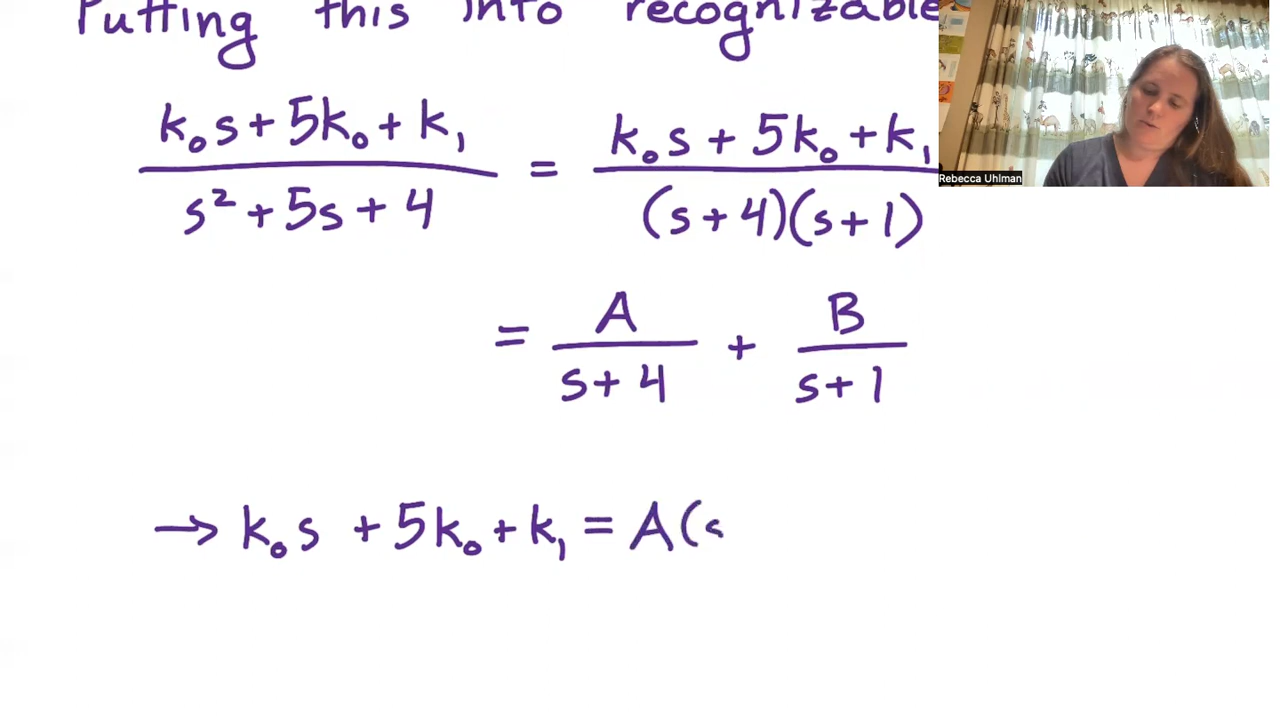 Putting this into recognizable
k₀s + 5k₀ + k₁ / s² + 5s + 4 = k₀s + 5k₀ + k₁ / (s + 4)(s + 1)
= A / s + 4 + B / s + 1
→ k₀s + 5k₀ + k₁ = A(s
Rebecca Uhlman